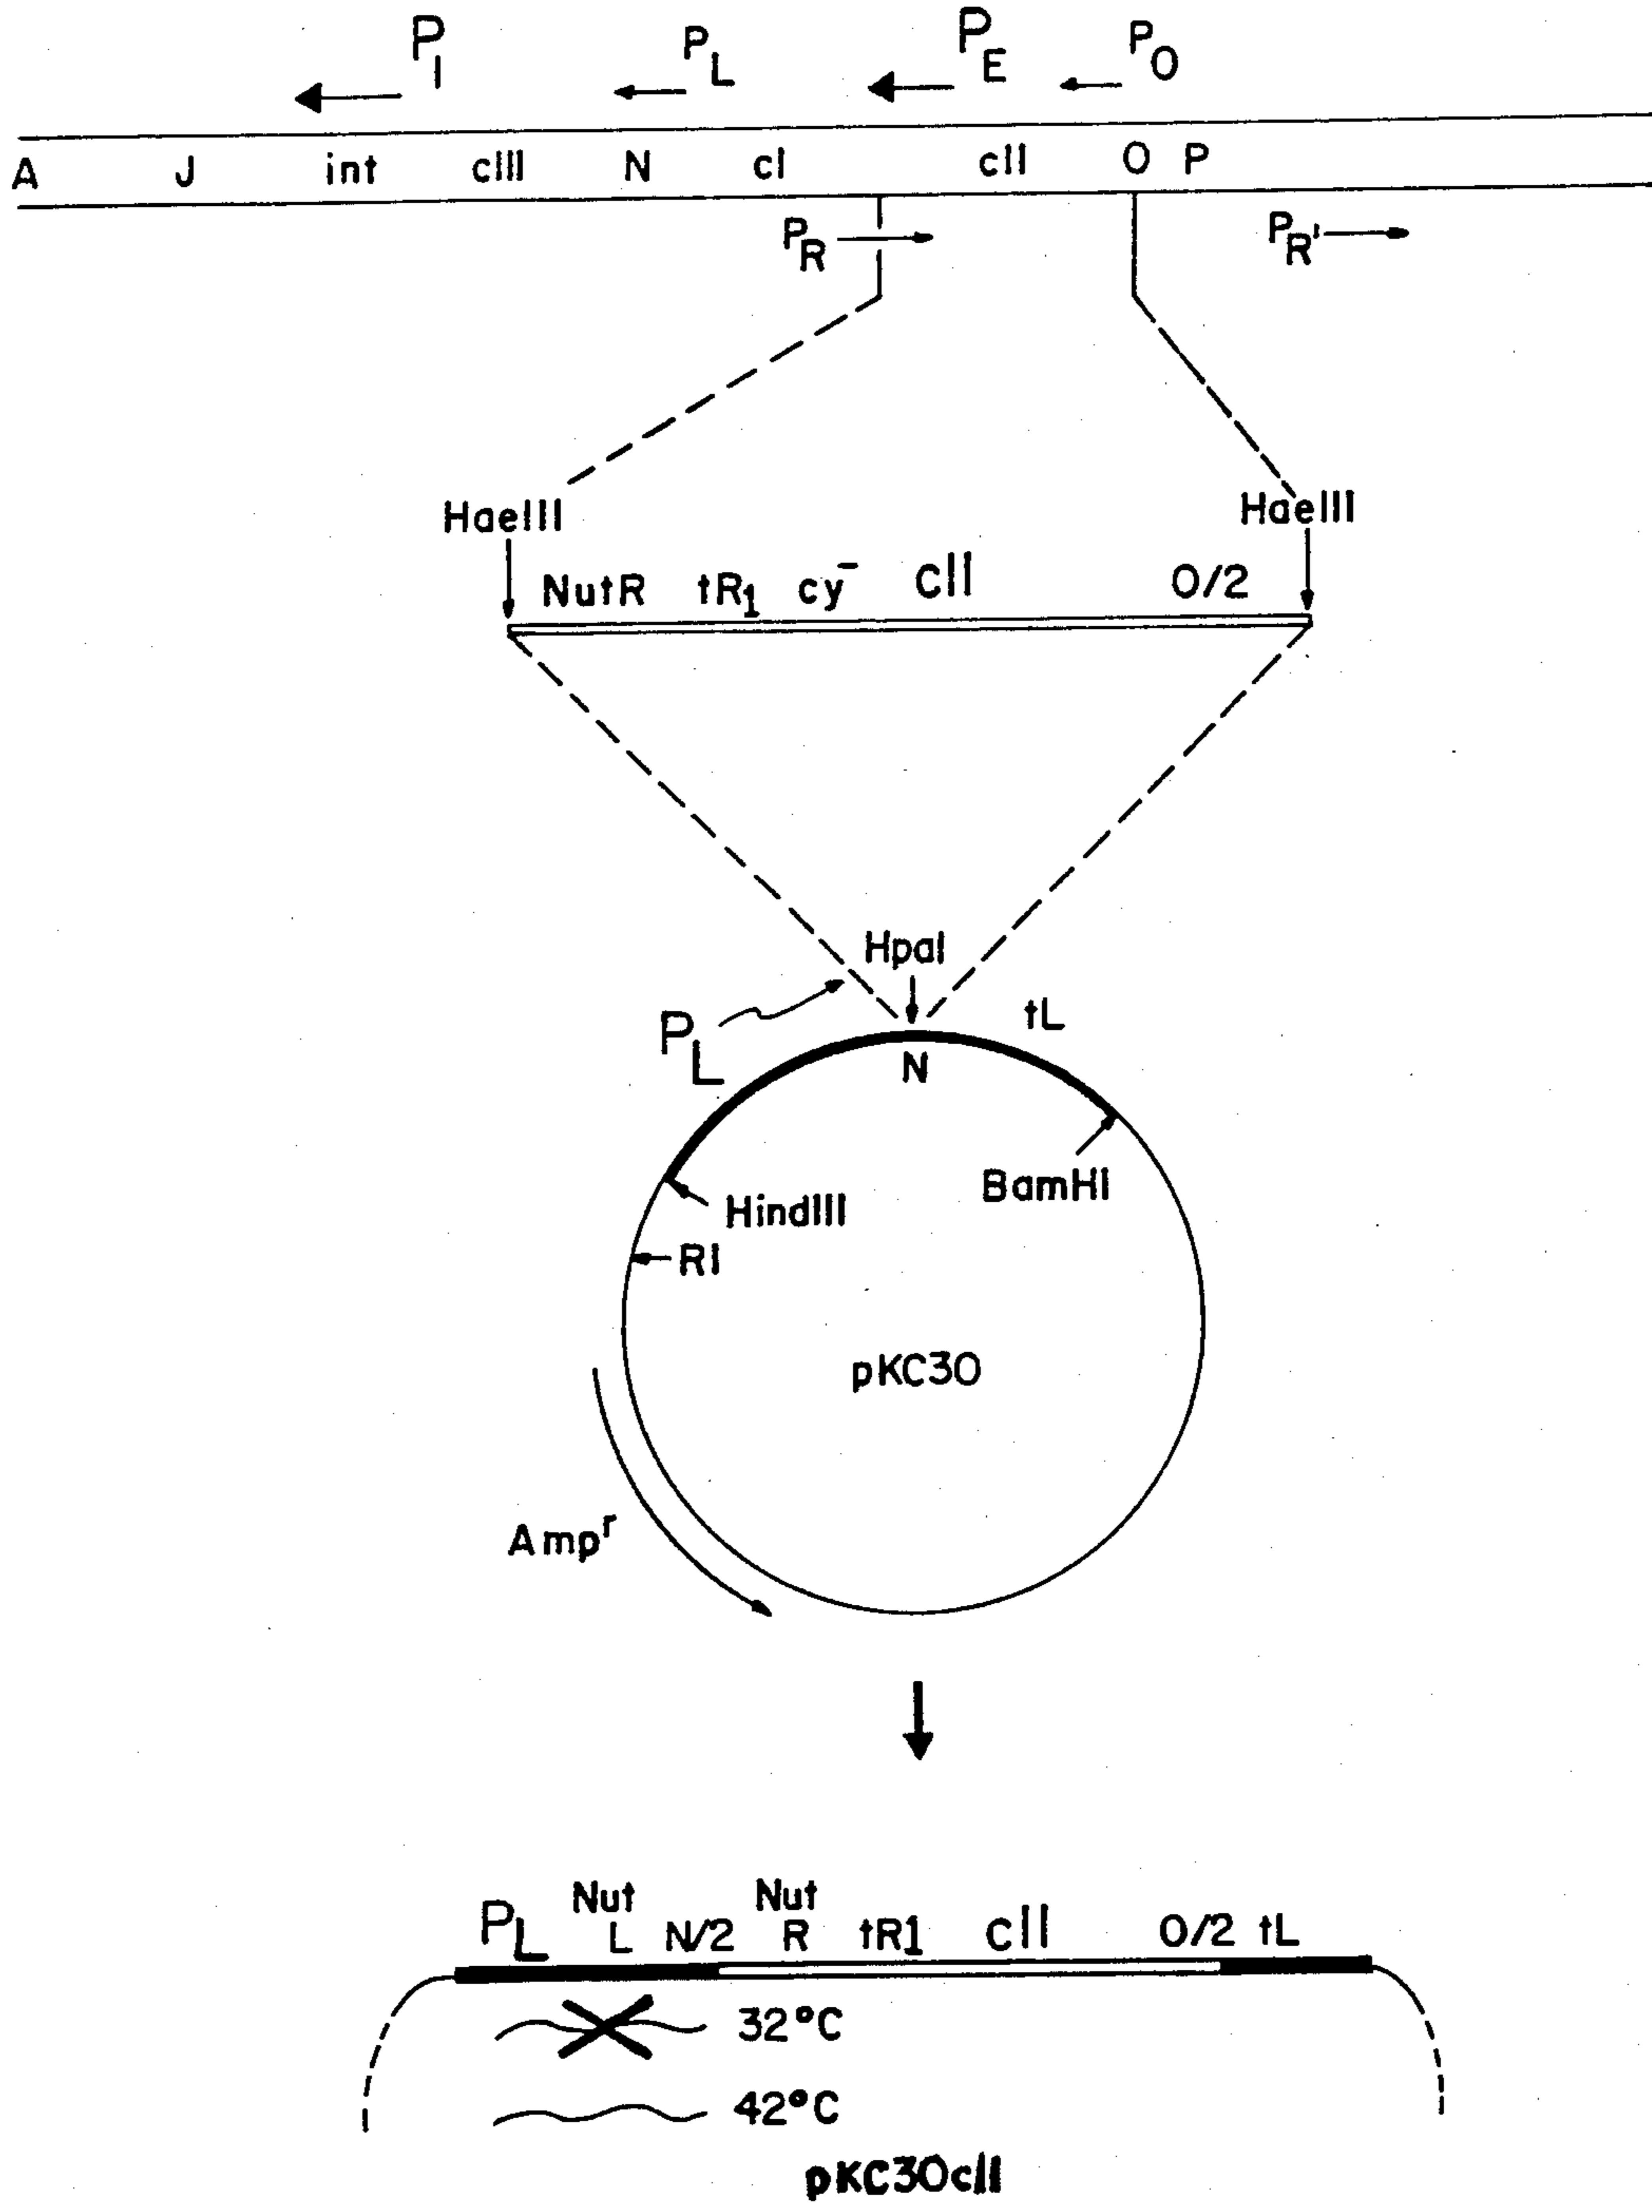 PI PL PE PO
A J int cIII N cI cII O P
PR PR'
HaeIII HaeIII
NutR tR1 cy⁻ cII O/2
HpaI
PL tL
N
BamHI
HindIII
RI
pKC30
Ampʳ
Nut Nut
PL L N/2 R tR1 cII O/2 tL
32°C
42°C
pKC30cII